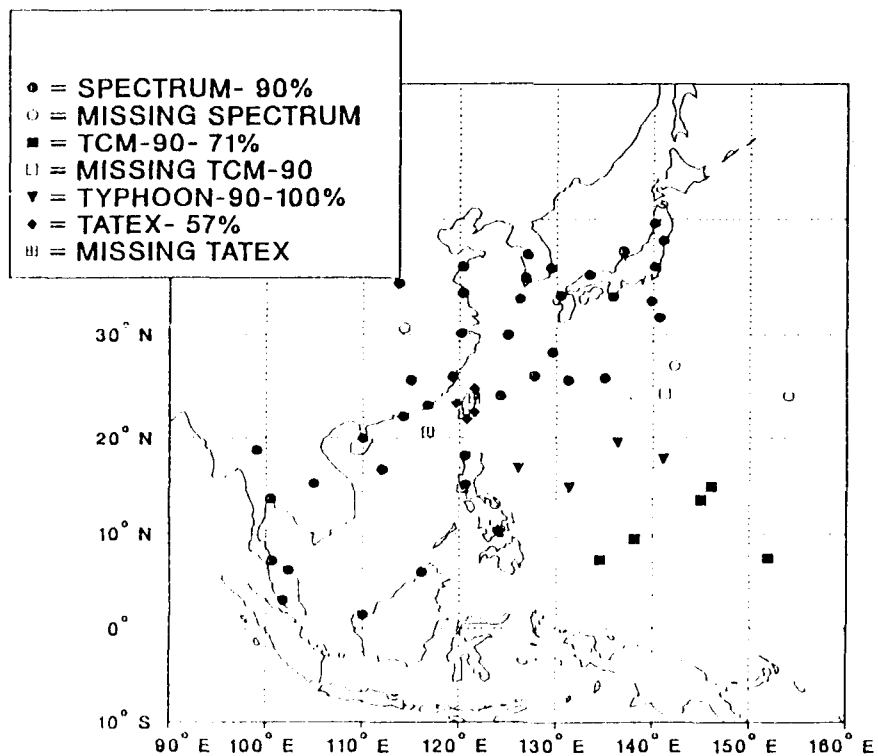 ● = SPECTRUM- 90%
○ = MISSING SPECTRUM
■ = TCM-90- 71%
□ = MISSING TCM-90
▼ = TYPHOON-90-100%
◆ = TATEX- 57%
⊞ = MISSING TATEX
30° N
20° N
10° N
0°
10° S
90° E 100° E 110° E 120° E 130° E 140° E 150° E 160° E